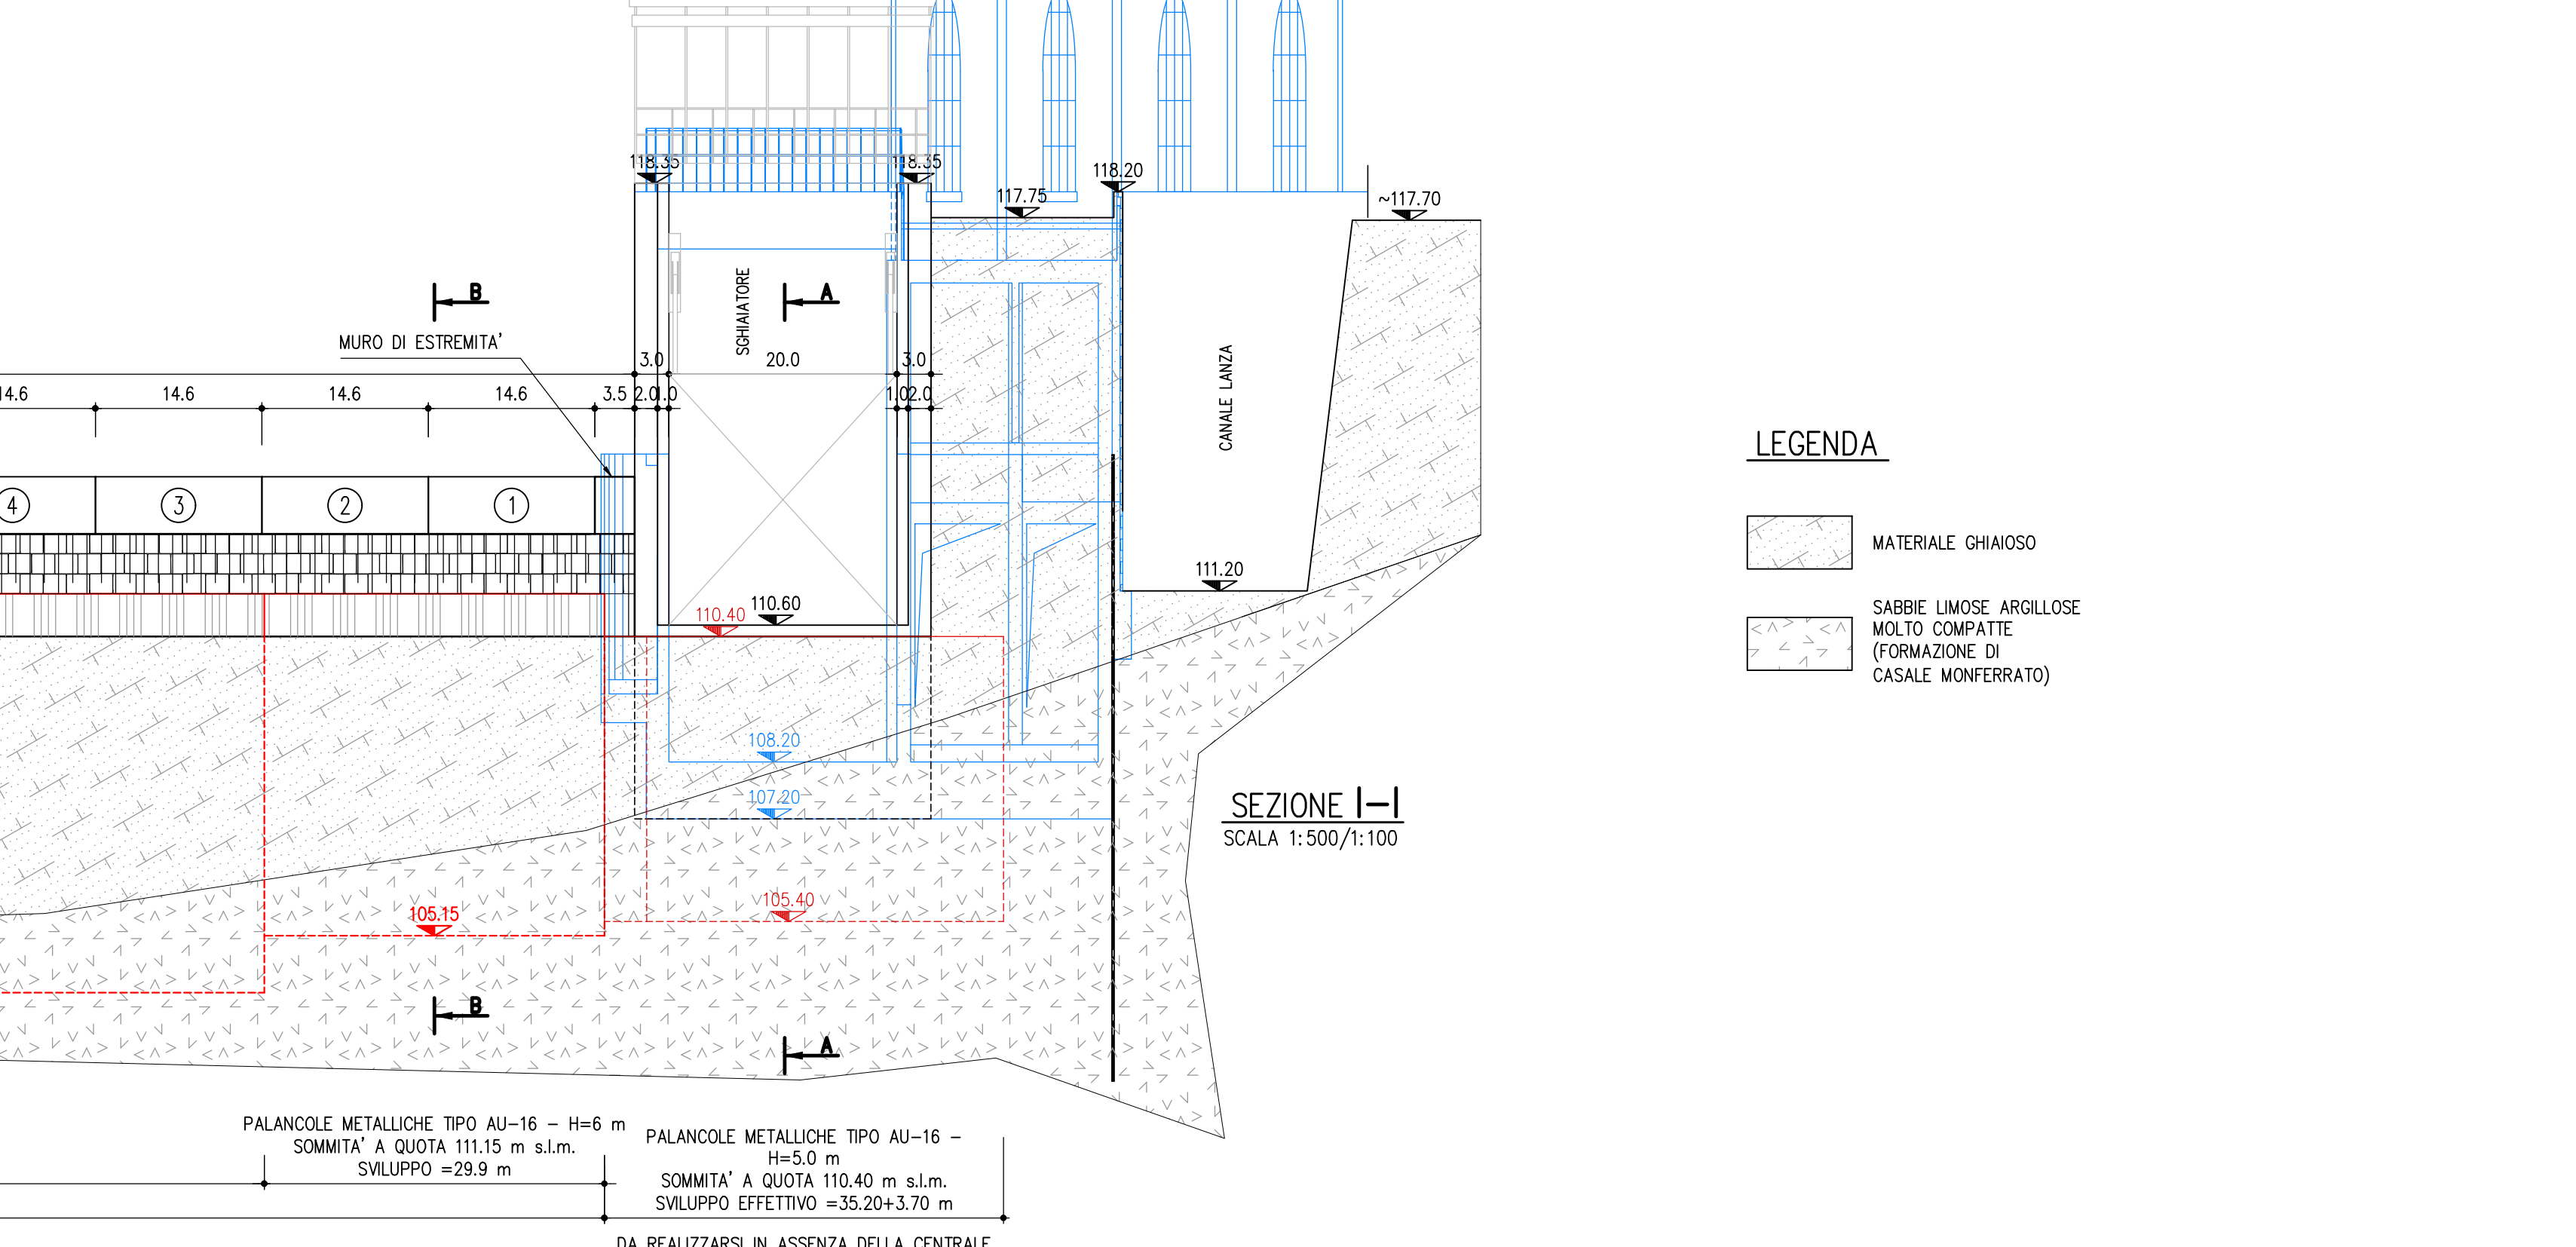 118.35
118.35
118.20
117.75
~117.70
B
A
SGHIAIATORE
MURO DI ESTREMITA'
3.0
20.0
3.0
14.6
14.6
14.6
3.5
2.0
1.0
1.0
2.0
CANALE LANZA
LEGENDA
4
3
2
1
MATERIALE GHIAIOSO
111.20
110.60
110.40
SABBIE LIMOSE ARGILLOSE
MOLTO COMPATTE
(FORMAZIONE DI
CASALE MONFERRATO)
108.20
107.20
SEZIONE I-I
SCALA 1:500/1:100
105.40
105.15
B
A
PALANCOLE METALLICHE TIPO AU-16 - H=6 m
SOMMITA' A QUOTA 111.15 m s.l.m.
SVILUPPO =29.9 m
PALANCOLE METALLICHE TIPO AU-16 -
H=5.0 m
SOMMITA' A QUOTA 110.40 m s.l.m.
SVILUPPO EFFETTIVO =35.20+3.70 m
DA REALIZZARSI IN ASSENZA DELLA CENTRALE